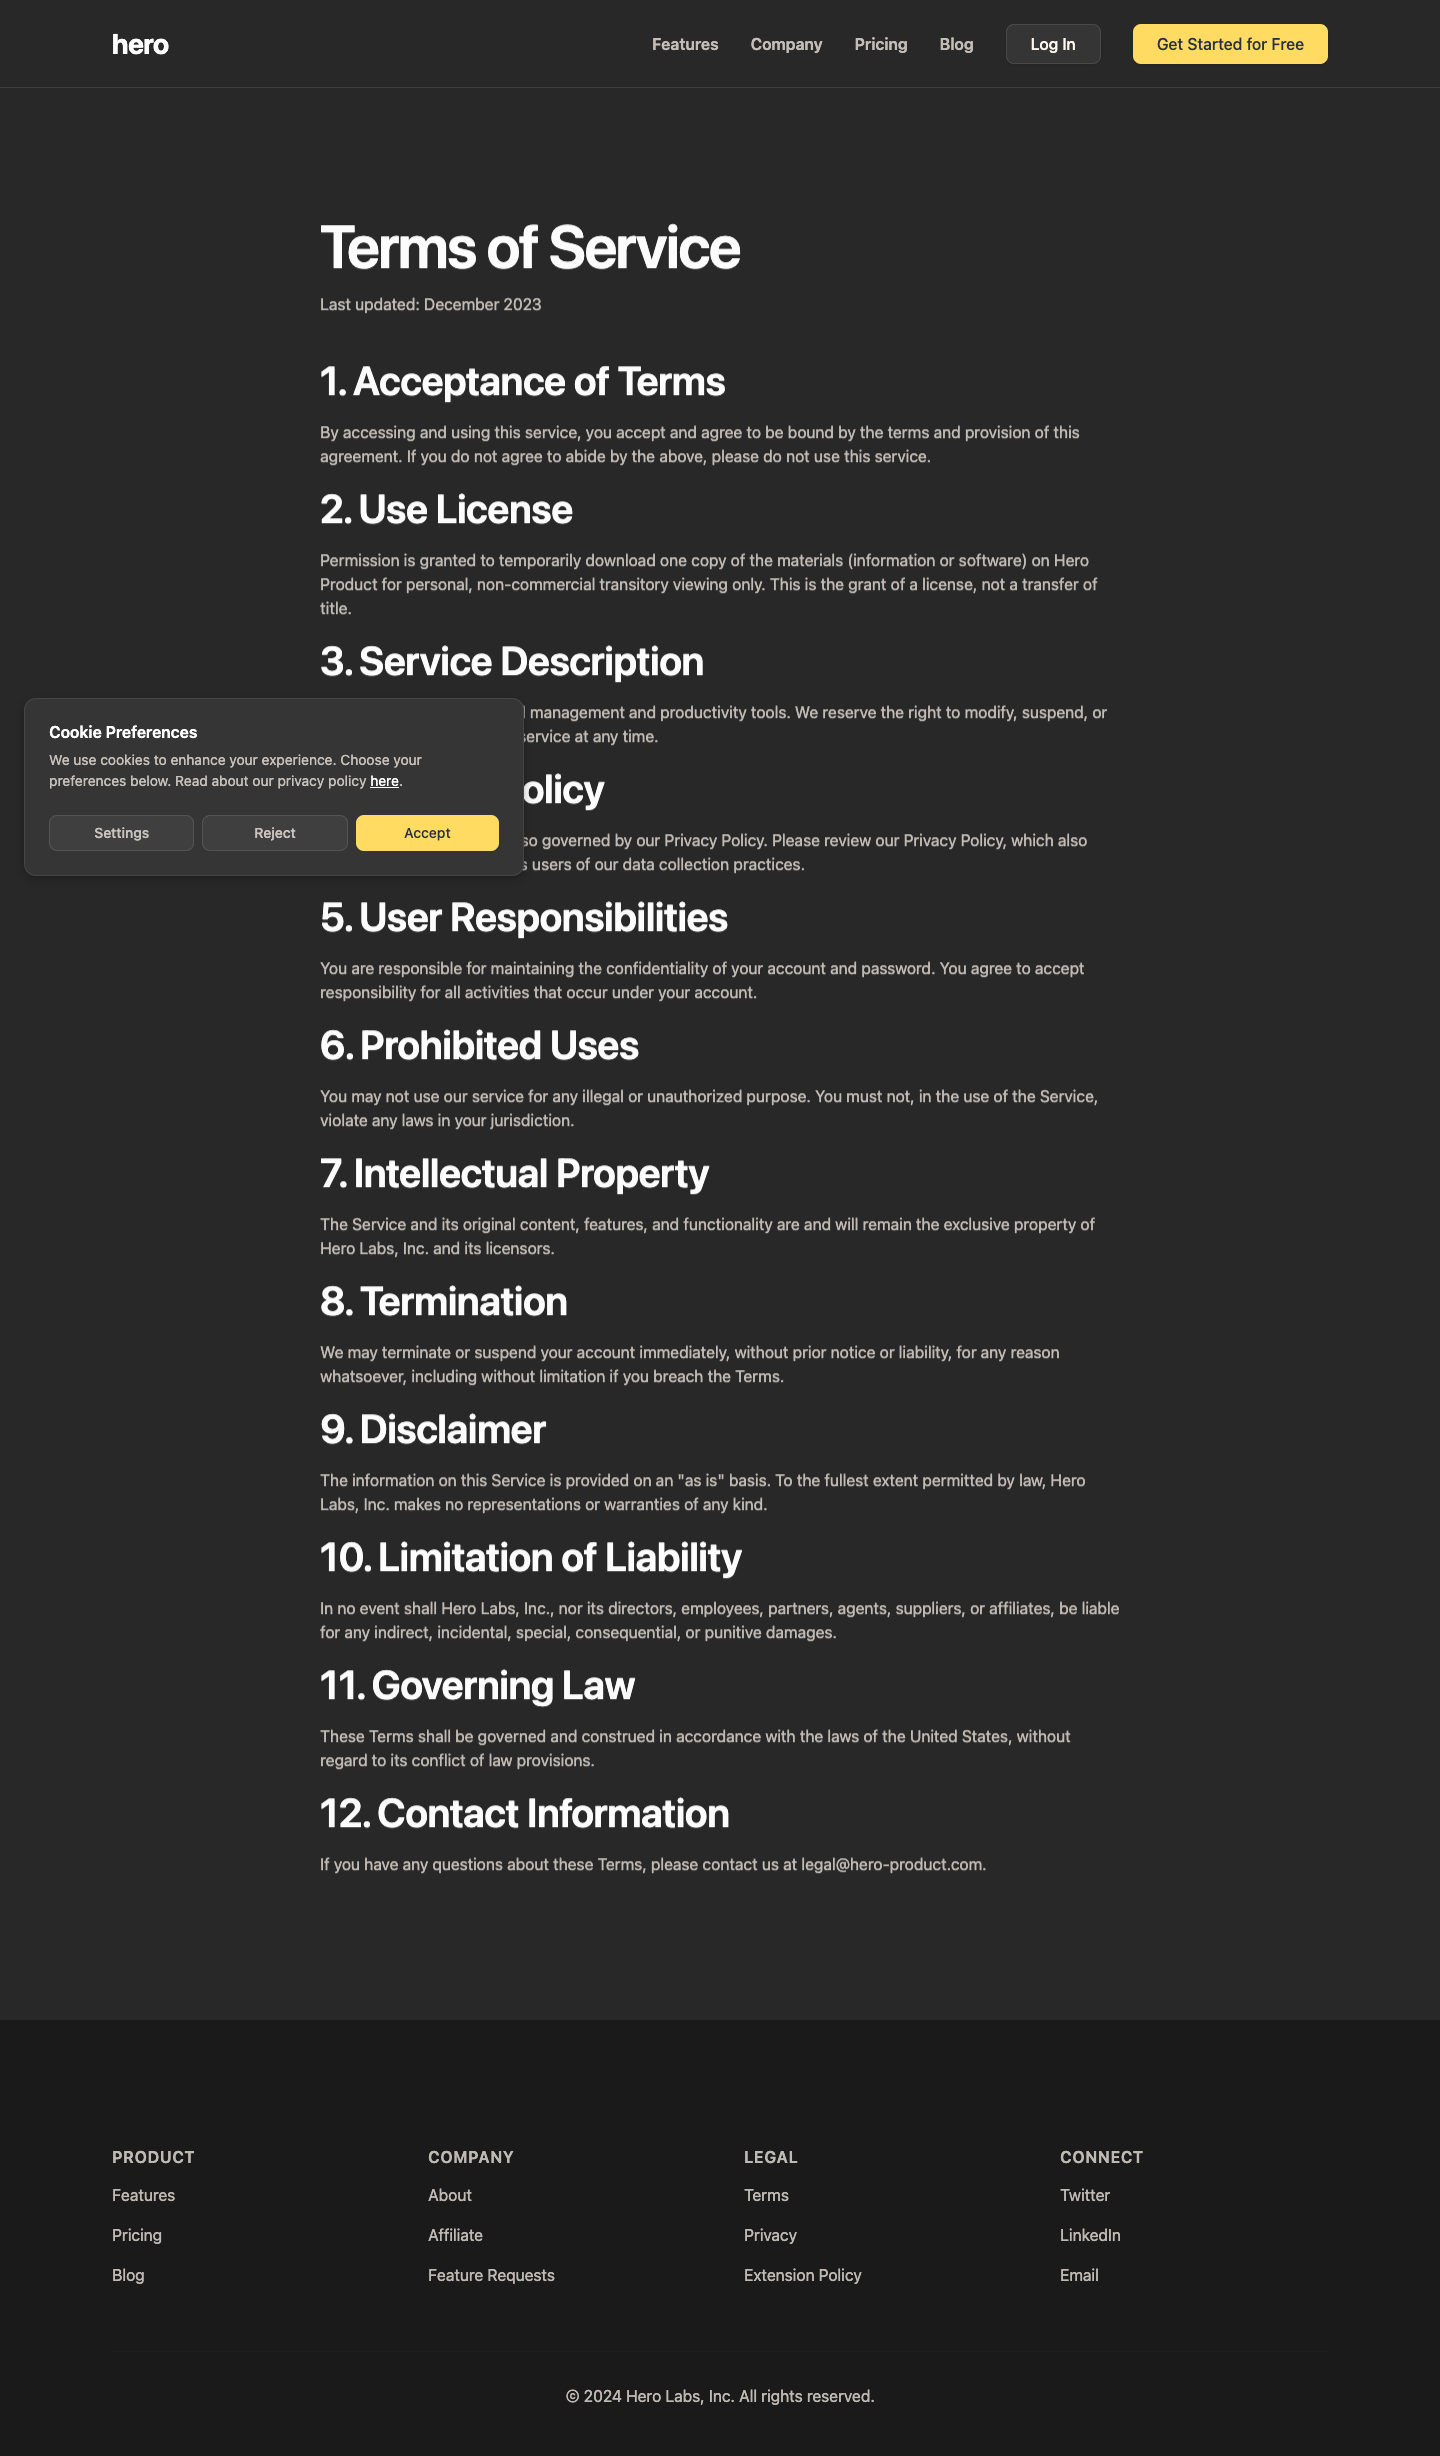 hero
Features
Company
Pricing
Blog
Log In
Get Started for Free
Terms of Service
Last updated: December 2023
1. Acceptance of Terms
By accessing and using this service, you accept and agree to be bound by the terms and provision of this
agreement. If you do not agree to abide by the above, please do not use this service.
2. Use License
Permission is granted to temporarily download one copy of the materials (information or software) on Hero
Product for personal, non-commercial transitory viewing only. This is the grant of a license, not a transfer of
title.
3. Service Description
management and productivity tools. We reserve the right to modify, suspend, or
service at any time.
olicy
so governed by our Privacy Policy. Please review our Privacy Policy, which also
users of our data collection practices.
Cookie Preferences
We use cookies to enhance your experience. Choose your
preferences below. Read about our privacy policy here.
Settings
Reject
Accept
5. User Responsibilities
You are responsible for maintaining the confidentiality of your account and password. You agree to accept
responsibility for all activities that occur under your account.
6. Prohibited Uses
You may not use our service for any illegal or unauthorized purpose. You must not, in the use of the Service,
violate any laws in your jurisdiction.
7. Intellectual Property
The Service and its original content, features, and functionality are and will remain the exclusive property of
Hero Labs, Inc. and its licensors.
8. Termination
We may terminate or suspend your account immediately, without prior notice or liability, for any reason
whatsoever, including without limitation if you breach the Terms.
9. Disclaimer
The information on this Service is provided on an "as is" basis. To the fullest extent permitted by law, Hero
Labs, Inc. makes no representations or warranties of any kind.
10. Limitation of Liability
In no event shall Hero Labs, Inc., nor its directors, employees, partners, agents, suppliers, or affiliates, be liable
for any indirect, incidental, special, consequential, or punitive damages.
11. Governing Law
These Terms shall be governed and construed in accordance with the laws of the United States, without
regard to its conflict of law provisions.
12. Contact Information
If you have any questions about these Terms, please contact us at legal@hero-product.com.
PRODUCT
Features
Pricing
Blog
COMPANY
About
Affiliate
Feature Requests
LEGAL
Terms
Privacy
Extension Policy
CONNECT
Twitter
LinkedIn
Email
© 2024 Hero Labs, Inc. All rights reserved.